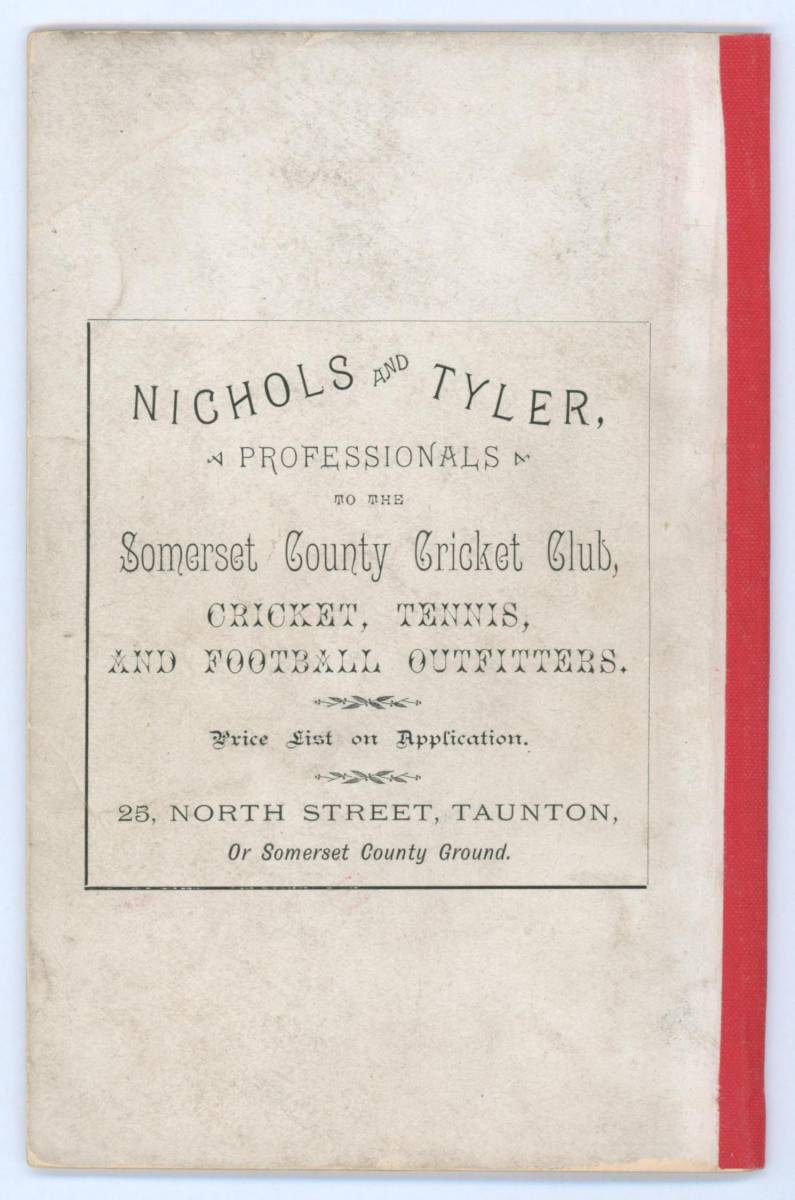 NICHOLS AND TYLER,
PROFESSIONALS
TO THE
Somerset County Cricket Club,
CRICKET, TENNIS,
AND FOOTBALL OUTFITTERS.
Price List on Application.
25, NORTH STREET, TAUNTON,
Or Somerset County Ground.